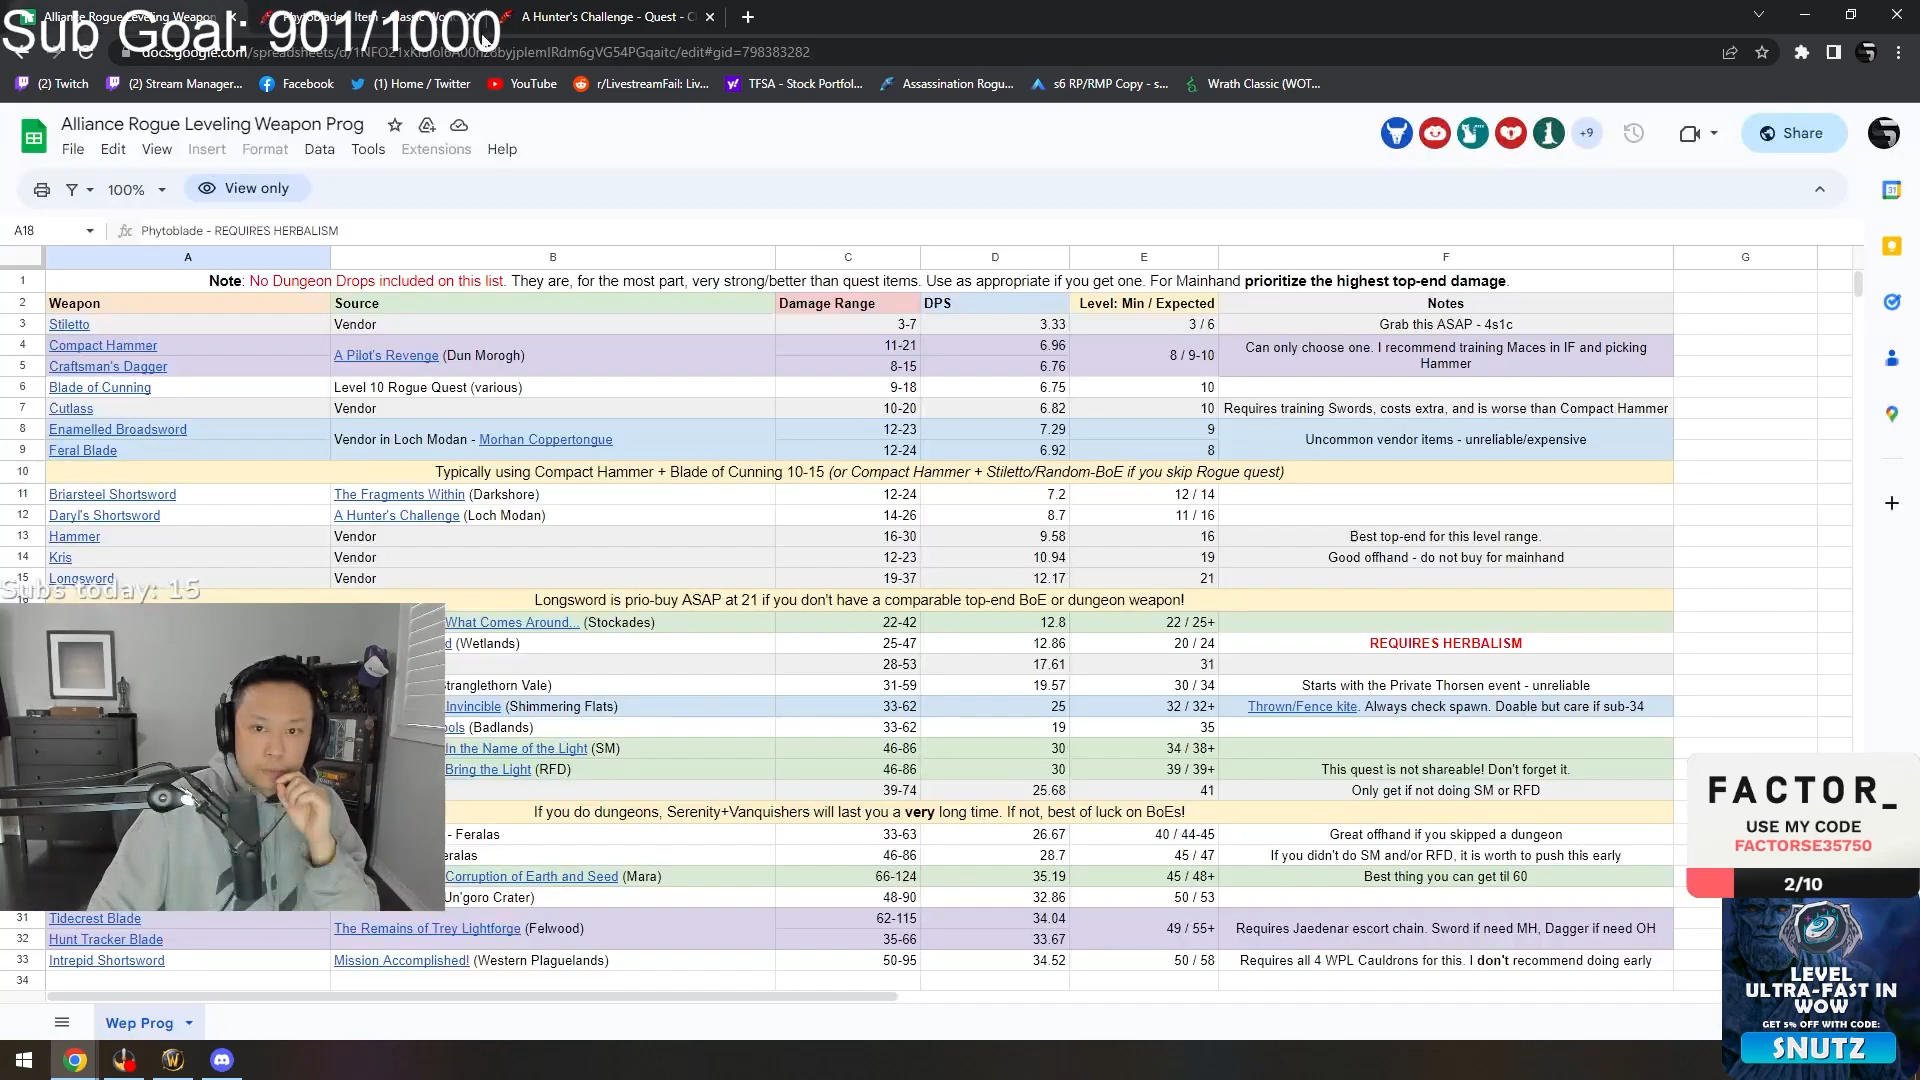 Alliance Rogue Leveling Weapon
A Hunter's Challenge - Quest - C
Sub Goal: 901/1000
(2) Twitch
(2) Stream Manager...
Facebook
(1) Home / Twitter
YouTube
r/LivestreamFail: Liv...
TFSA - Stock Portfol...
Assassination Rogu...
s6 RP/RMP Copy - s...
Wrath Classic (WOT...
Alliance Rogue Leveling Weapon Prog
+9
Share
File Edit View Insert Format Data Tools Extensions Help
100%
View only
A18
fx Phytoblade - REQUIRES HERBALISM
A B C D E F G
1 Note: No Dungeon Drops included on this list. They are, for the most part, very strong/better than quest items. Use as appropriate if you get one. For Mainhand prioritize the highest top-end damage.
2 Weapon Source Damage Range DPS Level: Min / Expected Notes
3 Stiletto Vendor 3-7 3.33 3 / 6 Grab this ASAP - 4s1c
4 Compact Hammer A Pilot's Revenge (Dun Morogh) 11-21 6.96 8 / 9-10 Can only choose one. I recommend training Maces in IF and picking Hammer
5 Craftsman's Dagger 8-15 6.76
6 Blade of Cunning Level 10 Rogue Quest (various) 9-18 6.75 10
7 Cutlass Vendor 10-20 6.82 10 Requires training Swords, costs extra, and is worse than Compact Hammer
8 Enamelled Broadsword Vendor in Loch Modan - Morhan Coppertongue 12-23 7.29 9 Uncommon vendor items - unreliable/expensive
9 Feral Blade 12-24 6.92 8
10 Typically using Compact Hammer + Blade of Cunning 10-15 (or Compact Hammer + Stiletto/Random-BoE if you skip Rogue quest)
11 Briarsteel Shortsword The Fragments Within (Darkshore) 12-24 7.2 12 / 14
12 Daryl's Shortsword A Hunter's Challenge (Loch Modan) 14-26 8.7 11 / 16
13 Hammer Vendor 16-30 9.58 16 Best top-end for this level range.
14 Kris Vendor 12-23 10.94 19 Good offhand - do not buy for mainhand
15 Longsword Vendor 19-37 12.17 21
Subs today: 15
Longsword is prio-buy ASAP at 21 if you don't have a comparable top-end BoE or dungeon weapon!
What Comes Around... (Stockades) 22-42 12.8 22 / 25+
(Wetlands) 25-47 12.86 20 / 24 REQUIRES HERBALISM
28-53 17.61 31
Vale) 31-59 19.57 30 / 34 Starts with the Private Thorsen event - unreliable
Invincible (Shimmering Flats) 33-62 25 32 / 32+ Thrown/Fence kite. Always check spawn. Doable but care if sub-34
(Badlands) 33-62 19 35
In the Name of the Light (SM) 46-86 30 34 / 38+
Bring the Light (RFD) 46-86 30 39 / 39+ This quest is not shareable! Don't forget it.
39-74 25.68 41 Only get if not doing SM or RFD
If you do dungeons, Serenity+Vanquishers will last you a very long time. If not, best of luck on BoEs!
- Feralas 33-63 26.67 40 / 44-45 Great offhand if you skipped a dungeon
46-86 28.7 45 / 47 If you didn't do SM and/or RFD, it is worth to push this early
Corruption of Earth and Seed (Mara) 66-124 35.19 45 / 48+ Best thing you can get til 60
Un'goro Crater) 48-90 32.86 50 / 53
31 Tidecrest Blade The Remains of Trey Lightforge (Felwood) 62-115 34.04 49 / 55+ Requires Jaedenar escort chain. Sword if need MH, Dagger if need OH
32 Hunt Tracker Blade 35-66 33.67
33 Intrepid Shortsword Mission Accomplished! (Western Plaguelands) 50-95 34.52 50 / 58 Requires all 4 WPL Cauldrons for this. I don't recommend doing early
34
Wep Prog
FACTOR_
USE MY CODE
FACTORSE35750
2/10
LEVEL
ULTRA-FAST IN
WOW
GET 5% OFF WITH CODE:
SNUTZ